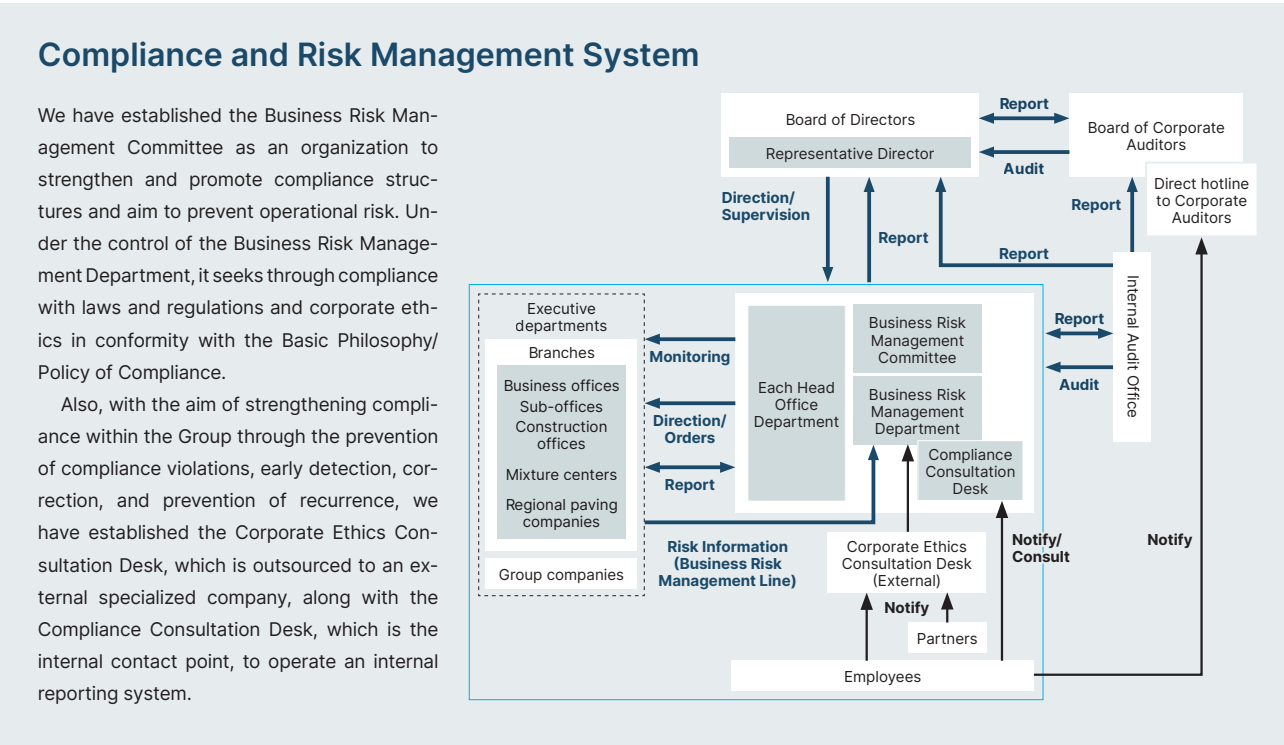 Compliance and Risk Management System
We have established the Business Risk Man-
agement Committee as an organization to
strengthen and promote compliance struc-
tures and aim to prevent operational risk. Un-
der the control of the Business Risk Manage-
ment Department, it seeks through compliance
with laws and regulations and corporate eth-
ics in conformity with the Basic Philosophy/
Policy of Compliance.
Also, with the aim of strengthening compli-
ance within the Group through the prevention
of compliance violations, early detection, cor-
rection, and prevention of recurrence, we
have established the Corporate Ethics Con-
sultation Desk, which is outsourced to an ex-
ternal specialized company, along with the
Compliance Consultation Desk, which is the
internal contact point, to operate an internal
reporting system.
Board of Directors
Representative Director
Report
Audit
Board of Corporate
Auditors
Direct hotline
to Corporate
Auditors
Direction/
Supervision
Report
Report
Report
Internal Audit Office
Report
Audit
Executive
departments
Branches
Business offices
Sub-offices
Construction
offices
Mixture centers
Regional paving
companies
Group companies
Monitoring
Direction/
Orders
Report
Each Head
Office
Department
Business Risk
Management
Committee
Business Risk
Management
Department
Compliance
Consultation
Desk
Risk Information
(Business Risk
Management Line)
Corporate Ethics
Consultation Desk
(External)
Notify/
Consult
Notify
Notify
Partners
Employees